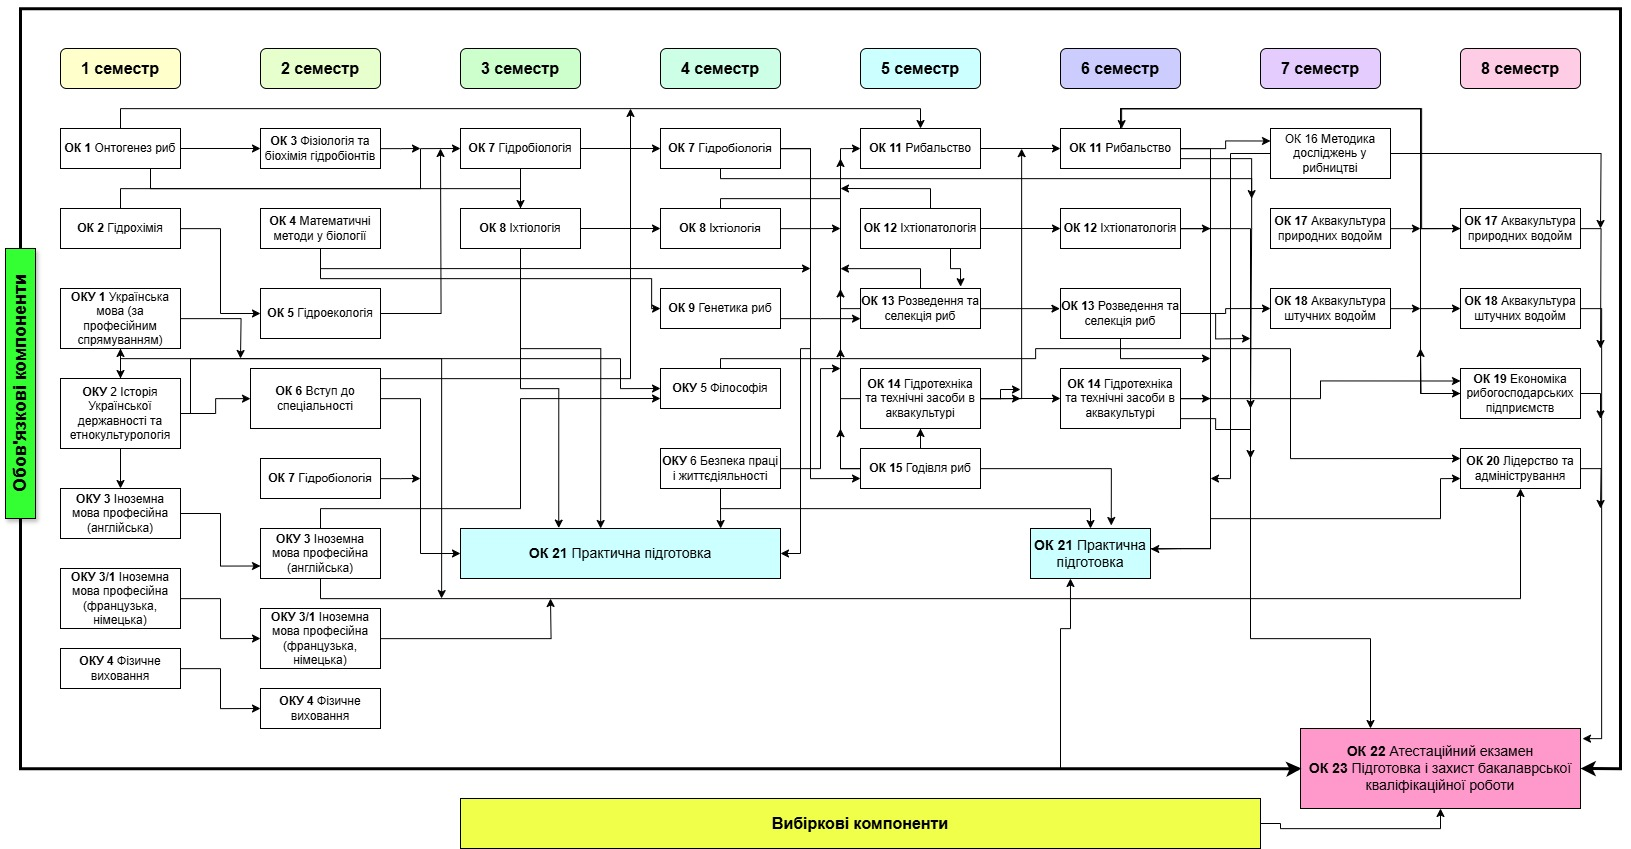 1 семестр
2 семестр
3 семестр
4 семестр
5 семестр
6 семестр
7 семестр
8 семестр
Обов'язкові компоненти
ОК 1 Онтогенез риб
ОК 2 Гідрохімія
ОКУ 1 Українська
мова (за
професійним
спрямуванням)
ОКУ 2 Історія
Української
державності та
етнокультурологія
ОКУ 3 Іноземна
мова професійна
(англійська)
ОКУ 3/1 Іноземна
мова професійна
(французька,
німецька)
ОКУ 4 Фізичне
виховання
ОК 3 Фізіологія та
біохімія гідробіонтів
ОК 4 Математичні
методи у біології
ОК 5 Гідроекологія
ОК 6 Вступ до
спеціальності
ОК 7 Гідробіологія
ОКУ 3 Іноземна
мова професійна
(англійська)
ОКУ 3/1 Іноземна
мова професійна
(французька,
німецька)
ОКУ 4 Фізичне
виховання
ОК 7 Гідробіологія
ОК 8 Іхтіологія
ОК 21 Практична підготовка
ОК 7 Гідробіологія
ОК 8 Іхтіологія
ОК 9 Генетика риб
ОКУ 5 Філософія
ОКУ 6 Безпека праці
і життєдіяльності
ОК 11 Рибальство
ОК 12 Іхтіопатологія
ОК 13 Розведення та
селекція риб
ОК 14 Гідротехніка
та технічні засоби в
аквакультурі
ОК 15 Годівля риб
ОК 11 Рибальство
ОК 12 Іхтіопатологія
ОК 13 Розведення та
селекція риб
ОК 14 Гідротехніка
та технічні засоби в
аквакультурі
ОК 21 Практична
підготовка
ОК 16 Методика
досліджень у
рибництві
ОК 17 Аквакультура
природних водойм
ОК 18 Аквакультура
штучних водойм
ОК 17 Аквакультура
природних водойм
ОК 18 Аквакультура
штучних водойм
ОК 19 Економіка
рибогосподарських
підприємств
ОК 20 Лідерство та
адміністрування
ОК 22 Атестаційний екзамен
ОК 23 Підготовка і захист бакалаврської
кваліфікаційної роботи
Вибіркові компоненти